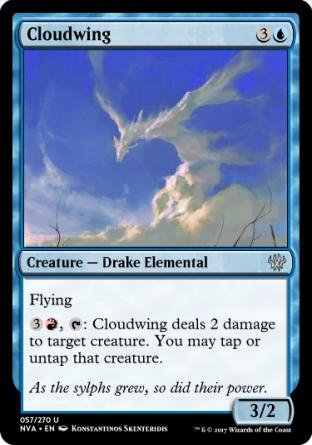 Cloudwing 3
Creature — Drake Elemental
Flying
3, : Cloudwing deals 2 damage
to target creature. You may tap or
untap that creature.
As the sylphs grew, so did their power.
3/2
057/270 U
NVA • EN KONSTANTINOS SKENTERIDIS
™ & © 2017 Wizards of the Coast